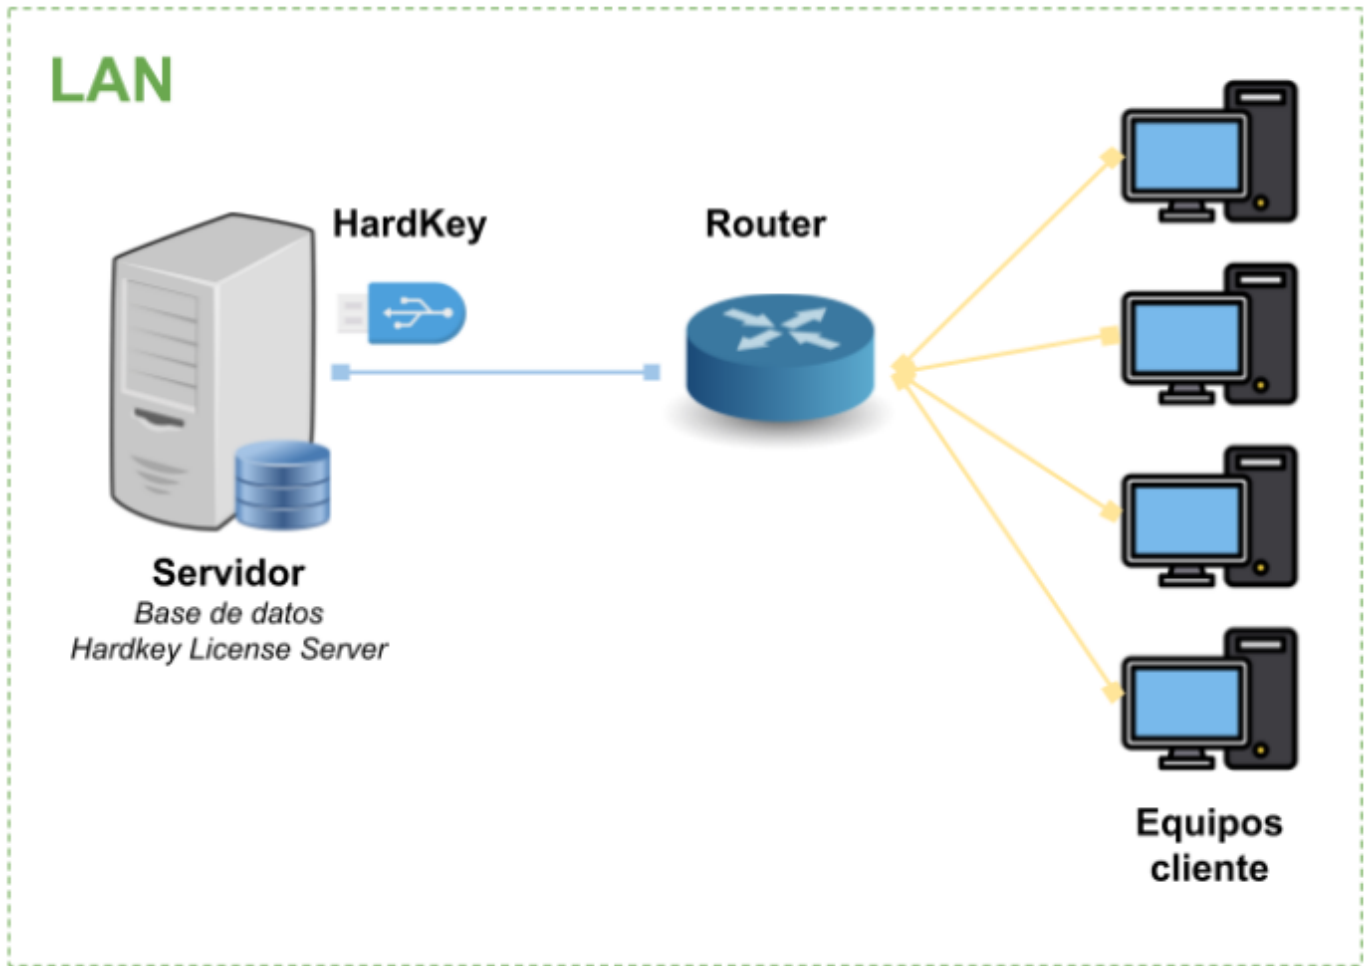 LAN
HardKey
Router
Servidor
Base de datos
Hardkey License Server
Equipos
cliente